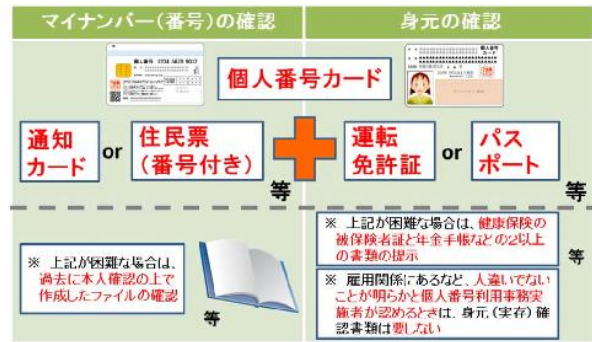 マイナンバー(番号)の確認
身元の確認
個人番号カード
通知
カード
or
住民票
(番号付き)
等
運転
免許証
or
パス
ポート
等
※ 上記が困難な場合は、
過去に本人確認の上で
作成したファイルの確認
等
※ 上記が困難な場合は、健康保険の
被保険者証と年金手帳などの2以上
の書類の提示
等
※ 雇用関係にあるなど、人違いでない
ことが明らかと個人番号利用事務実
施者が認めるときは、身元(実存)確
認書類は要しない